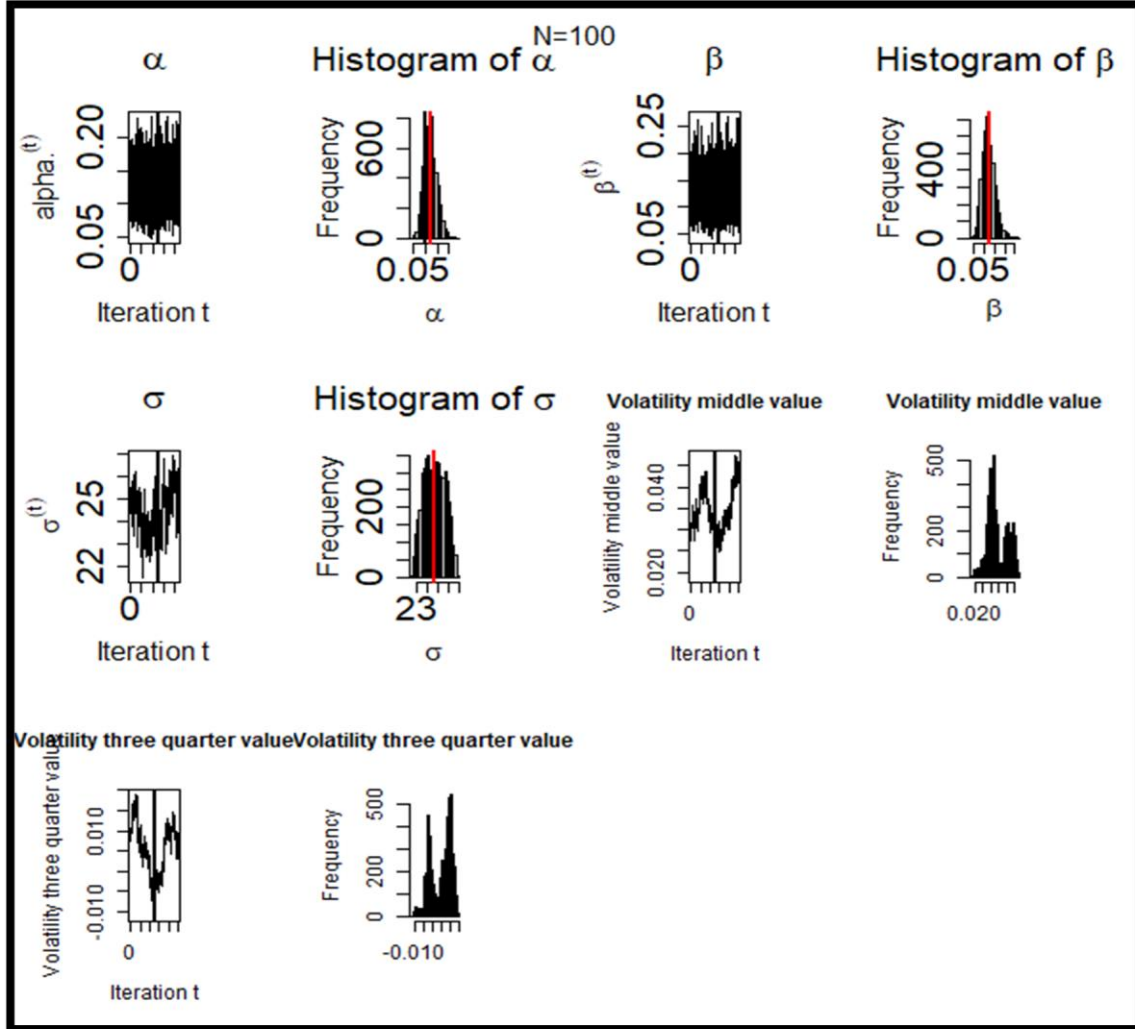 N=100
α
Histogram of α
β
Histogram of β
alpha.(t)
0.05
0.20
0
Iteration t
Frequency
0
600
0.05
α
β(t)
0.05
0.25
0
Iteration t
Frequency
0
400
0.05
β
σ
Histogram of σ
Volatility middle value
Volatility middle value
σ(t)
22
25
0
Iteration t
Frequency
0
200
23
σ
Volatility middle value
0.020
0.040
0
Iteration t
Frequency
0
200
500
0.020
Volatility three quarter value
Volatility three quarter value
Volatility three quarter value
-0.010
0.010
0
Iteration t
Frequency
0
200
500
-0.010